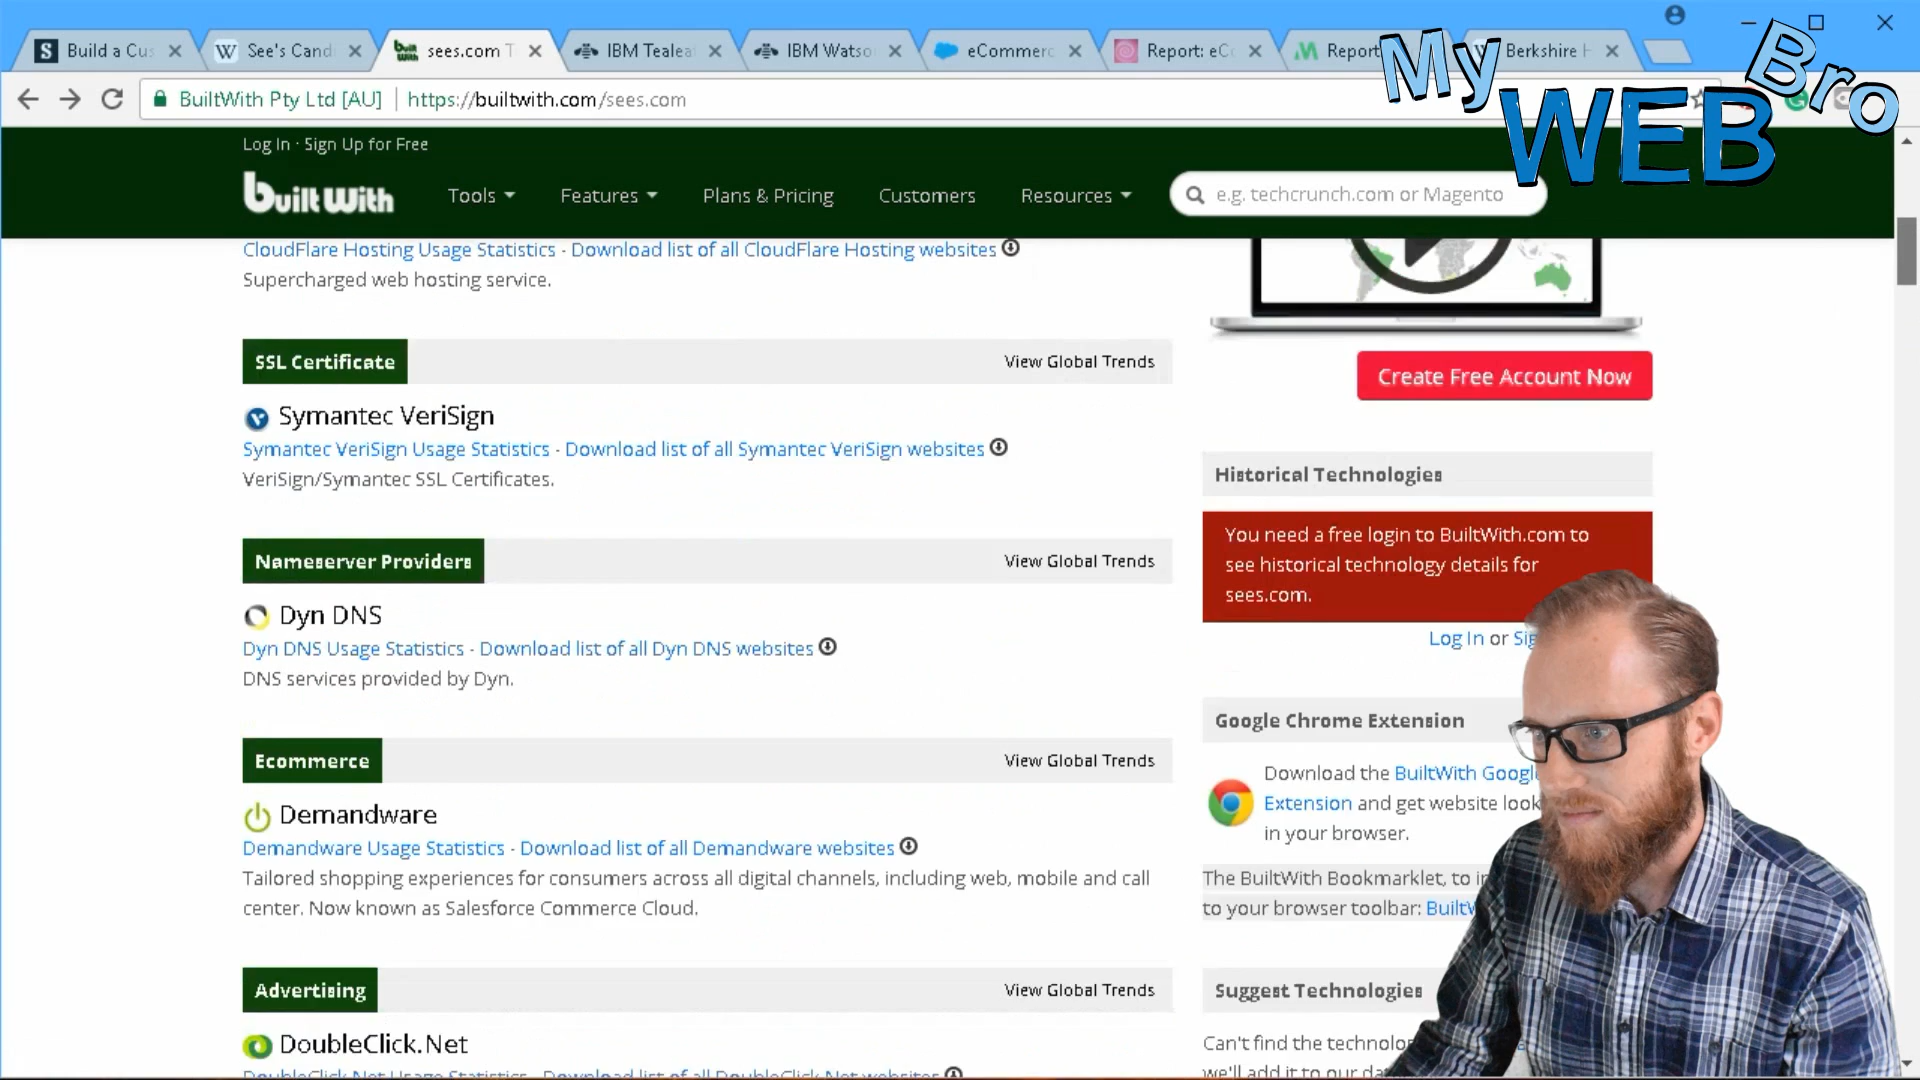 Build a Cus
See's Cand
sees.com T
IBM Tealea
IBM Watso
eCommerc
Report: eCo
Report
Berkshire H
My WEB Bro
BuiltWith Pty Ltd [AU]
https://builtwith.com/sees.com
Log In · Sign Up for Free
built with
Tools
Features
Plans & Pricing
Customers
Resources
e.g. techcrunch.com or Magento
CloudFlare Hosting Usage Statistics - Download list of all CloudFlare Hosting websites
Supercharged web hosting service.
SSL Certificate
View Global Trends
Symantec VeriSign
Symantec VeriSign Usage Statistics - Download list of all Symantec VeriSign websites
VeriSign/Symantec SSL Certificates.
Nameserver Providers
View Global Trends
Dyn DNS
Dyn DNS Usage Statistics - Download list of all Dyn DNS websites
DNS services provided by Dyn.
Ecommerce
View Global Trends
Demandware
Demandware Usage Statistics - Download list of all Demandware websites
Tailored shopping experiences for consumers across all digital channels, including web, mobile and call
center. Now known as Salesforce Commerce Cloud.
Advertising
View Global Trends
DoubleClick.Net
DoubleClick.Net Usage Statistics - Download list of all DoubleClick.Net websites
Create Free Account Now
Historical Technologies
You need a free login to BuiltWith.com to
see historical technology details for
sees.com.
Log In or Sig
Google Chrome Extension
Download the BuiltWith Googl
Extension and get website look
in your browser.
The BuiltWith Bookmarklet, to i
to your browser toolbar: Built
Suggest Technologies
Can't find the technolo
we'll add it to our da